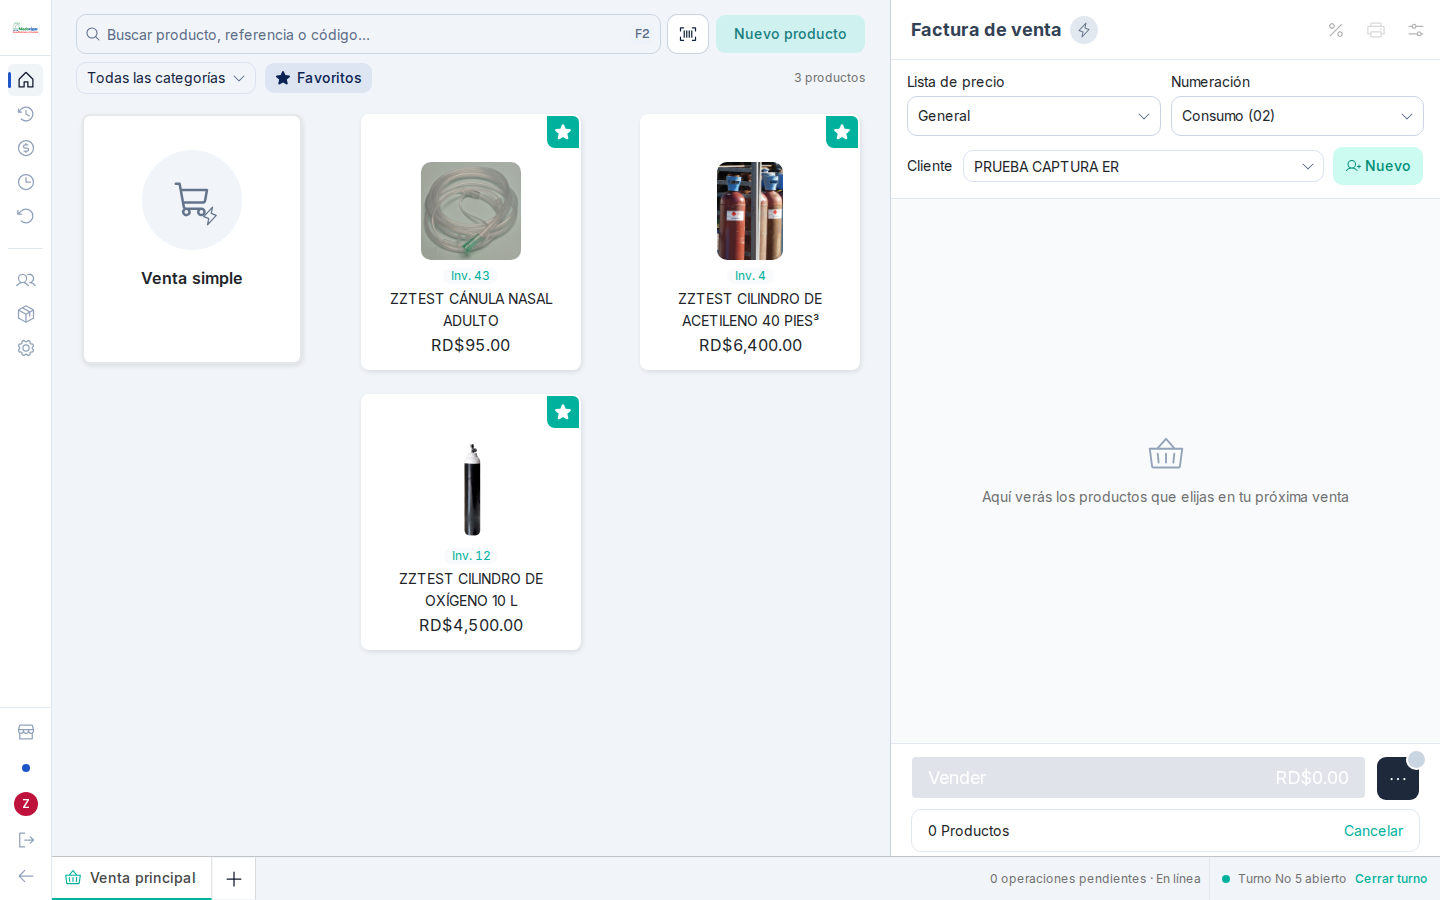 Buscar producto, referencia o código...
F2
Nuevo producto
Todas las categorías
Favoritos
3 productos
Venta simple
Inv. 43
ZZTEST CÁNULA NASAL
ADULTO
RD$95.00
Inv. 4
ZZTEST CILINDRO DE
ACETILENO 40 PIES³
RD$6,400.00
Inv. 12
ZZTEST CILINDRO DE
OXÍGENO 10 L
RD$4,500.00
Factura de venta
Lista de precio
Numeración
General
Consumo (02)
Cliente
PRUEBA CAPTURA ER
Nuevo
Aquí verás los productos que elijas en tu próxima venta
Vender
RD$0.00
...
0 Productos
Cancelar
Z
Venta principal
0 operaciones pendientes · En línea
Turno No 5 abierto
Cerrar turno